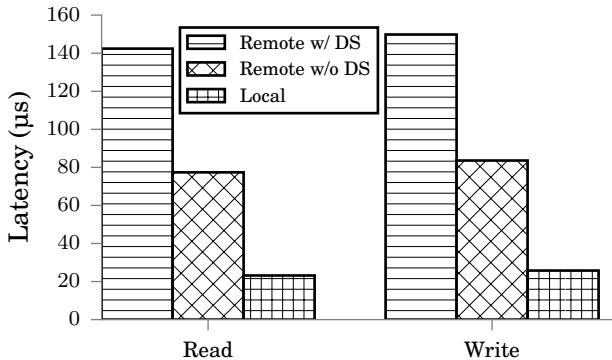 160
140
120
100
80
60
40
20
0
Latency (µs)
Remote w/ DS
Remote w/o DS
Local
Read
Write